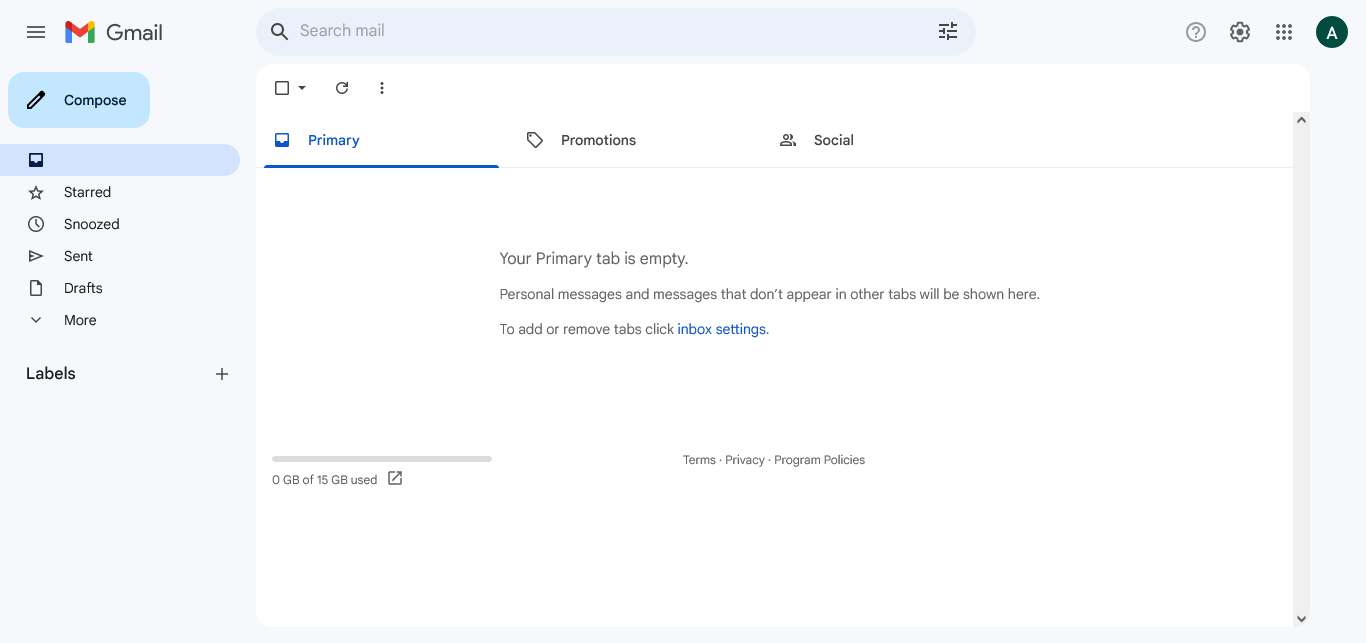 Gmail
Search mail
A
Compose
Primary
Promotions
Social
Starred
Snoozed
Sent
Drafts
More
Labels
Your Primary tab is empty.
Personal messages and messages that don’t appear in other tabs will be shown here.
To add or remove tabs click inbox settings.
Terms · Privacy · Program Policies
0 GB of 15 GB used